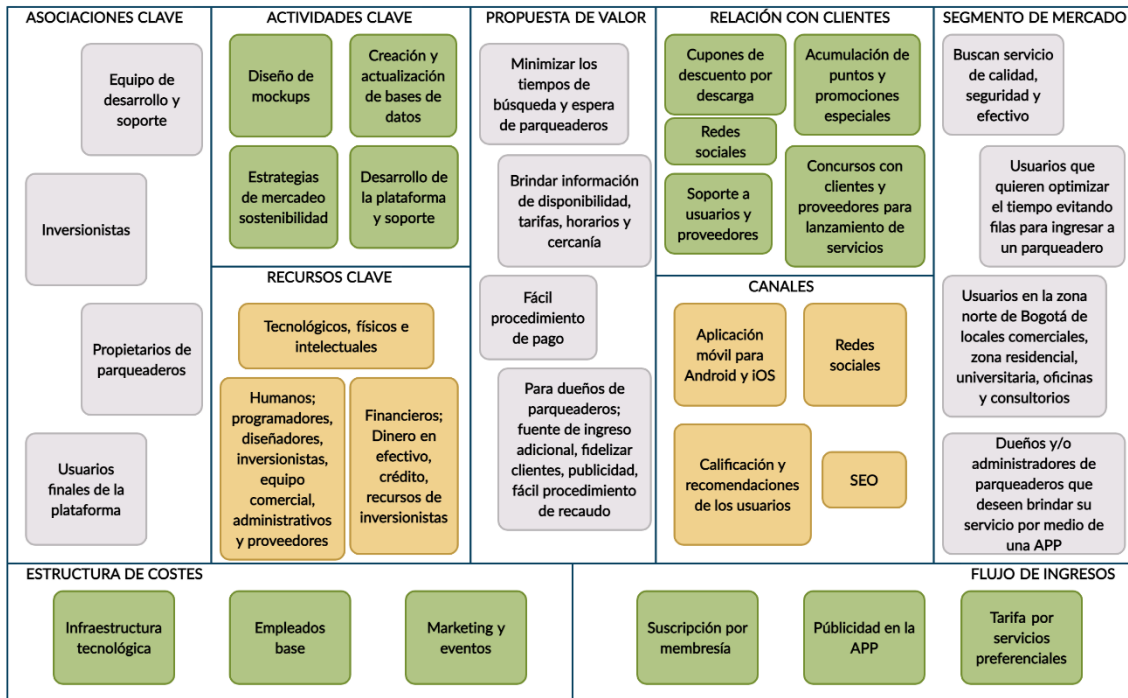 ASOCIACIONES CLAVE
Equipo de
desarrollo y
soporte
Inversionistas
Propietarios de
parqueaderos
Usuarios
finales de la
plataforma
ACTIVIDADES CLAVE
Diseño de
mockups
Creación y
actualización
de bases de
datos
Estrategias
de mercadeo
sostenibilidad
Desarrollo de
la plataforma
y soporte
RECURSOS CLAVE
Tecnológicos, físicos e
intelectuales
Humanos;
programadores,
diseñadores,
inversionistas,
equipo
comercial,
administrativos
y proveedores
Financieros;
Dinero en
efectivo,
crédito,
recursos de
inversionistas
PROPUESTA DE VALOR
Minimizar los
tiempos de
búsqueda y espera
de parqueaderos
Brindar información
de disponibilidad,
tarifas, horarios y
cercanía
Fácil
procedimiento
de pago
Para dueños de
parqueaderos;
fuente de ingreso
adicional, fidelizar
clientes, publicidad,
fácil procedimiento
de recaudo
RELACIÓN CON CLIENTES
Cupones de
descuento por
descarga
Acumulación de
puntos y
promociones
especiales
Redes
sociales
Soporte a
usuarios y
proveedores
Concursos con
clientes y
proveedores para
lanzamiento de
servicios
CANALES
Aplicación
móvil para
Android y iOS
Redes
sociales
Calificación y
recomendaciones
de los usuarios
SEO
SEGMENTO DE MERCADO
Buscan servicio
de calidad,
seguridad y
efectivo
Usuarios que
quieren optimizar
el tiempo evitando
filas para ingresar a
un parqueadero
Usuarios en la zona
norte de Bogotá de
locales comerciales,
zona residencial,
universitaria, oficinas
y consultorios
Dueños y/o
administradores de
parqueaderos que
deseen brindar su
servicio por medio de
una APP
ESTRUCTURA DE COSTES
Infraestructura
tecnológica
Empleados
base
Marketing y
eventos
FLUJO DE INGRESOS
Suscripción por
membresía
Públicidad en la
APP
Tarifa por
servicios
preferenciales